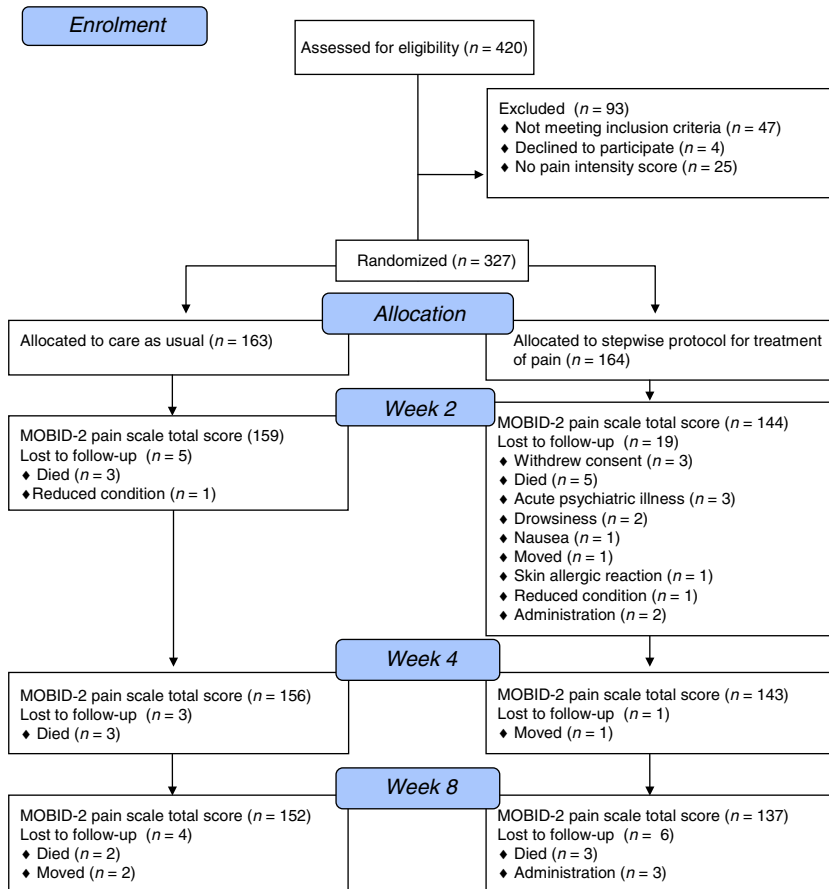 Enrolment
Assessed for eligibility (n = 420)
Excluded (n = 93)
♦ Not meeting inclusion criteria (n = 47)
♦ Declined to participate (n = 4)
♦ No pain intensity score (n = 25)
Randomized (n = 327)
Allocation
Allocated to care as usual (n = 163)
Allocated to stepwise protocol for treatment
of pain (n = 164)
Week 2
MOBID-2 pain scale total score (159)
Lost to follow-up (n = 5)
♦ Died (n = 3)
♦Reduced condition (n = 1)
MOBID-2 pain scale total score (n = 144)
Lost to follow-up (n = 19)
♦ Withdrew consent (n = 3)
♦ Died (n = 5)
♦ Acute psychiatric illness (n = 3)
♦ Drowsiness (n = 2)
♦ Nausea (n = 1)
♦ Moved (n = 1)
♦ Skin allergic reaction (n = 1)
♦ Reduced condition (n = 1)
♦ Administration (n = 2)
Week 4
MOBID-2 pain scale total score (n = 156)
Lost to follow-up (n = 3)
♦ Died (n = 3)
MOBID-2 pain scale total score (n = 143)
Lost to follow-up (n = 1)
♦ Moved (n = 1)
Week 8
MOBID-2 pain scale total score (n = 152)
Lost to follow-up (n = 4)
♦ Died (n = 2)
♦ Moved (n = 2)
MOBID-2 pain scale total score (n = 137)
Lost to follow-up (n = 6)
♦ Died (n = 3)
♦ Administration (n = 3)